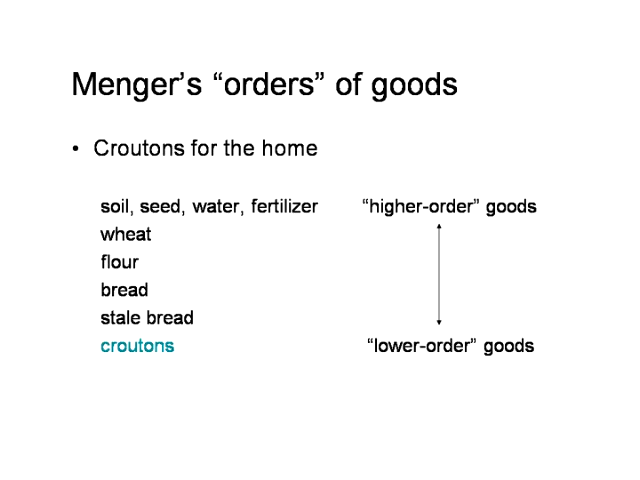 Menger’s “orders” of goods
• Croutons for the home
soil, seed, water, fertilizer “higher-order” goods
wheat
flour
bread
stale bread
croutons “lower-order” goods